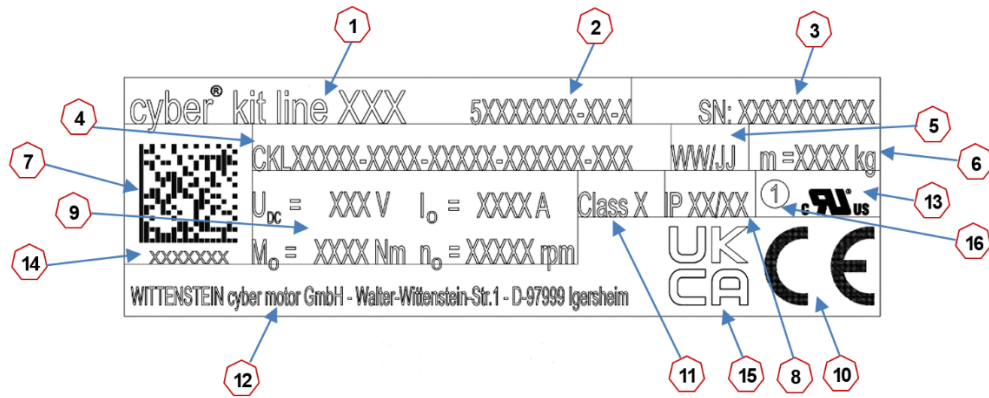 1 2 3
cyber® kit line XXX 5XXXXXXX-XX-X SN: XXXXXXXXXX
4 5
CKLXXXXX-XXXX-XXXXX-XXXXXX-XXX WW/JJ m =XXXX kg 6
7
U_DC = XXX V I_o = XXXX A Class X IP XX/XX 1 c RU® US 13
9
16
14 XXXXXXX M_o = XXXX Nm n_o = XXXXX rpm UK CA CE
WITTENSTEIN cyber motor GmbH - Walter-Wittenstein-Str.1 - D-97999 Igersheim
12 11 15 8 10